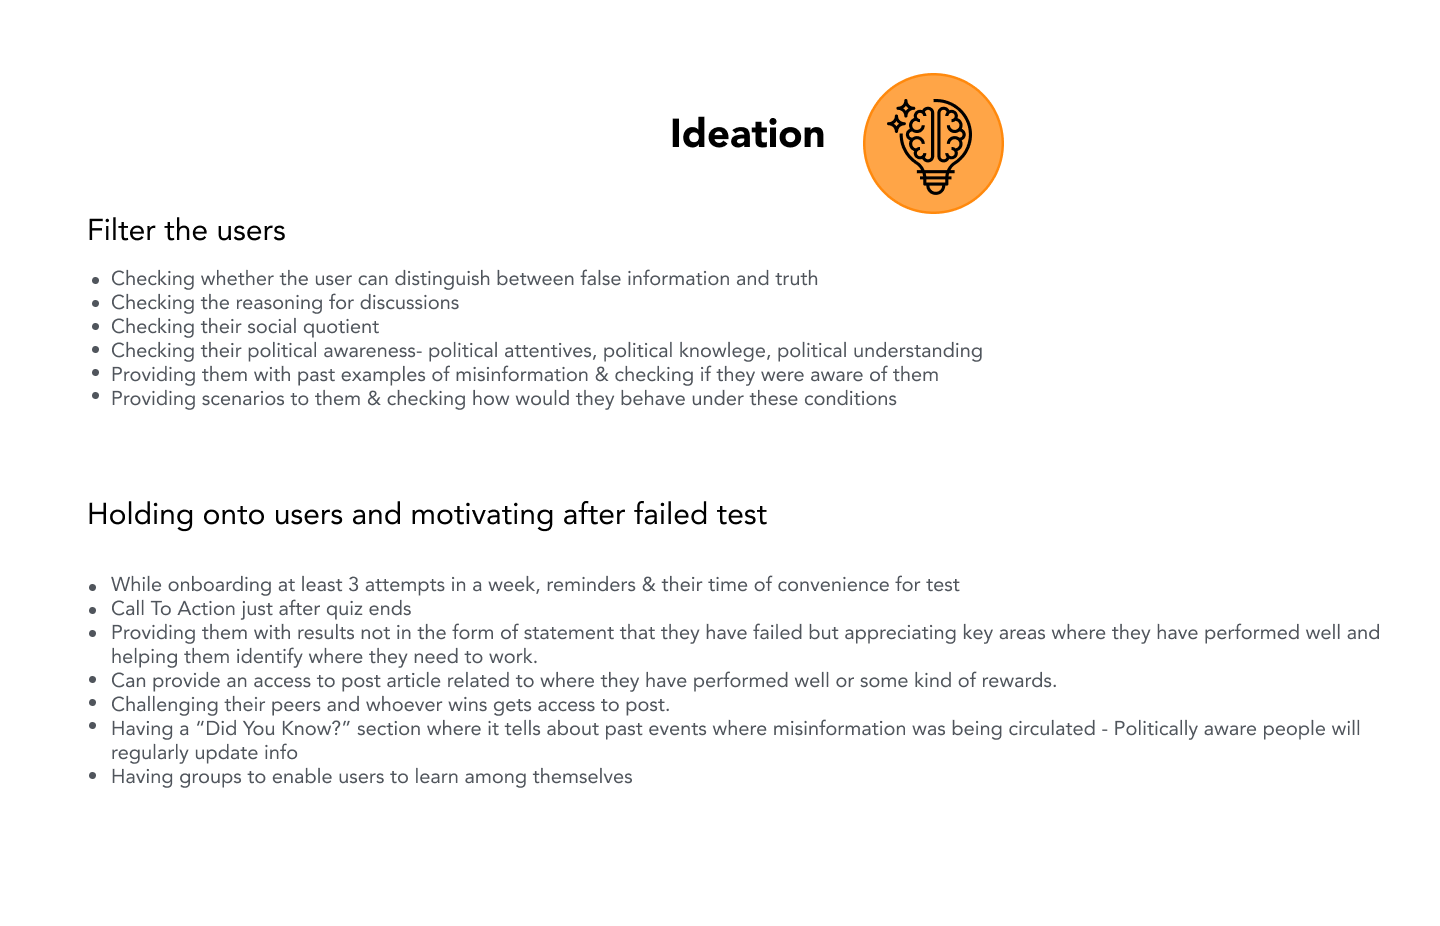 Ideation
Filter the users
• Checking whether the user can distinguish between false information and truth
• Checking the reasoning for discussions
• Checking their social quotient
• Checking their political awareness- political attentives, political knowlege, political understanding
• Providing them with past examples of misinformation & checking if they were aware of them
• Providing scenarios to them & checking how would they behave under these conditions
Holding onto users and motivating after failed test
• While onboarding at least 3 attempts in a week, reminders & their time of convenience for test
• Call To Action just after quiz ends
• Providing them with results not in the form of statement that they have failed but appreciating key areas where they have performed well and
helping them identify where they need to work.
• Can provide an access to post article related to where they have performed well or some kind of rewards.
• Challenging their peers and whoever wins gets access to post.
• Having a “Did You Know?” section where it tells about past events where misinformation was being circulated - Politically aware people will
regularly update info
• Having groups to enable users to learn among themselves